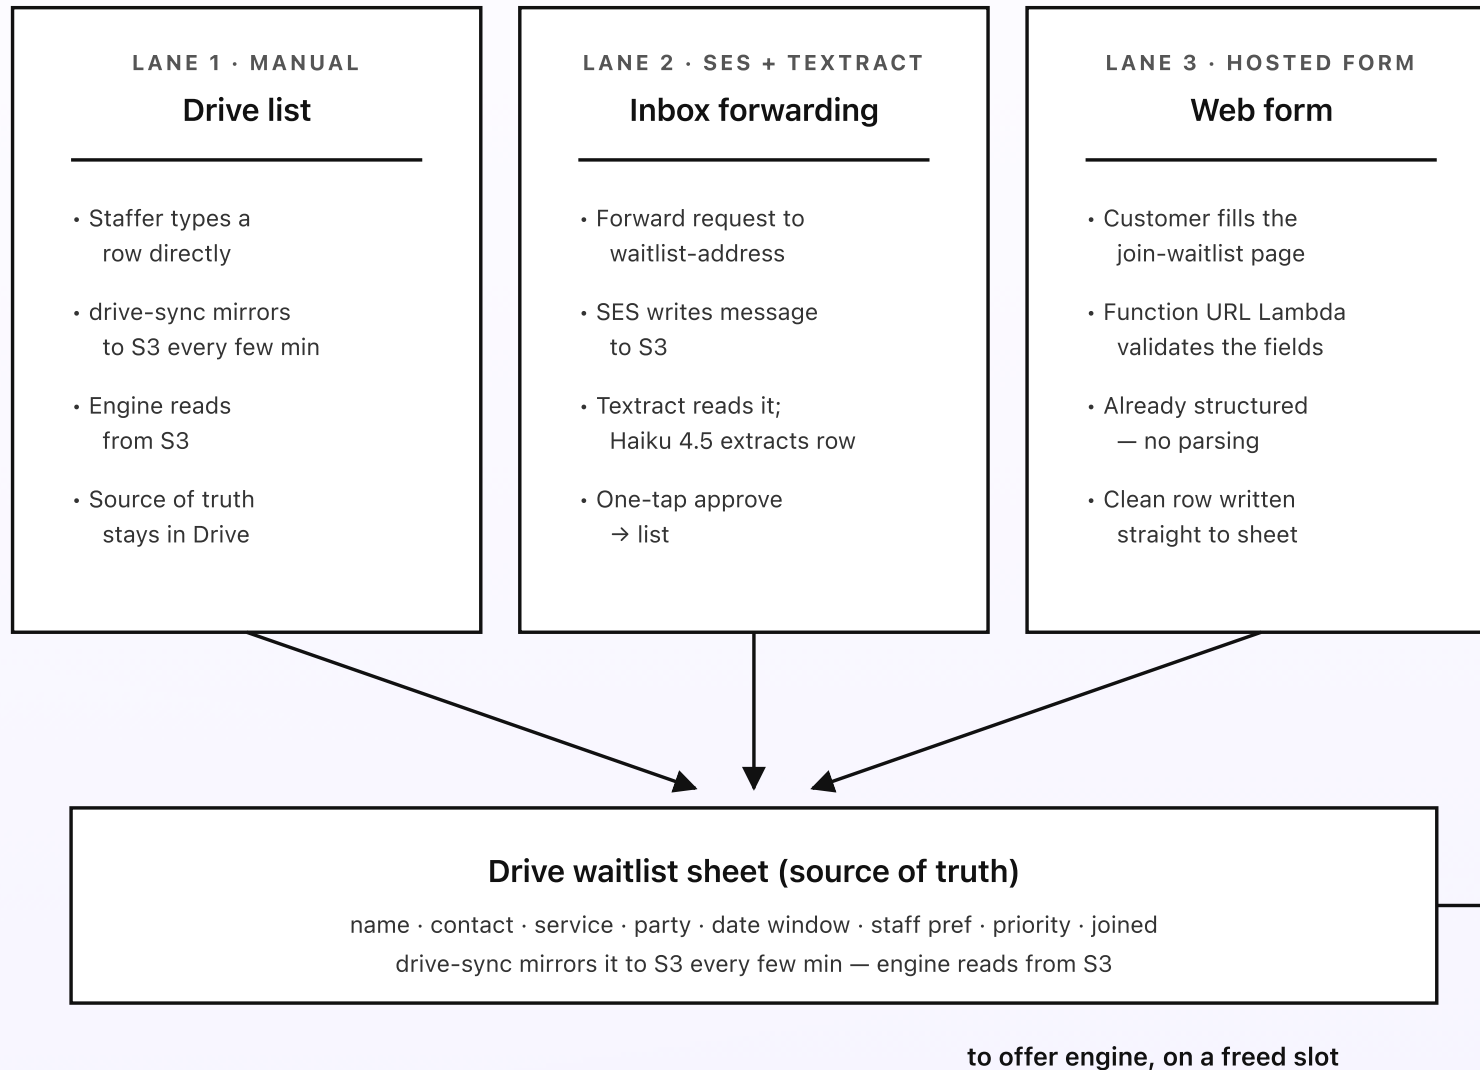 LANE 1 · MANUAL
Drive list
• Staffer types a
row directly
• drive-sync mirrors
to S3 every few min
• Engine reads
from S3
• Source of truth
stays in Drive
LANE 2 · SES + TEXTRACT
Inbox forwarding
• Forward request to
waitlist-address
• SES writes message
to S3
• Textract reads it;
Haiku 4.5 extracts row
• One-tap approve
→ list
LANE 3 · HOSTED FORM
Web form
• Customer fills the
join-waitlist page
• Function URL Lambda
validates the fields
• Already structured
— no parsing
• Clean row written
straight to sheet
Drive waitlist sheet (source of truth)
name · contact · service · party · date window · staff pref · priority · joined
drive-sync mirrors it to S3 every few min — engine reads from S3
to offer engine, on a freed slot